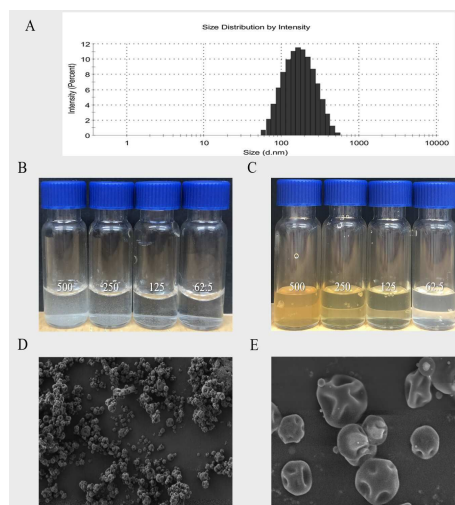 A
Size Distribution by Intensity
Intensity (Percent)
12
10
8
6
4
2
0
1
10
100
1000
10000
Size (d.nm)
B
C
500
250
125
62.5
500
250
125
62.5
D
E